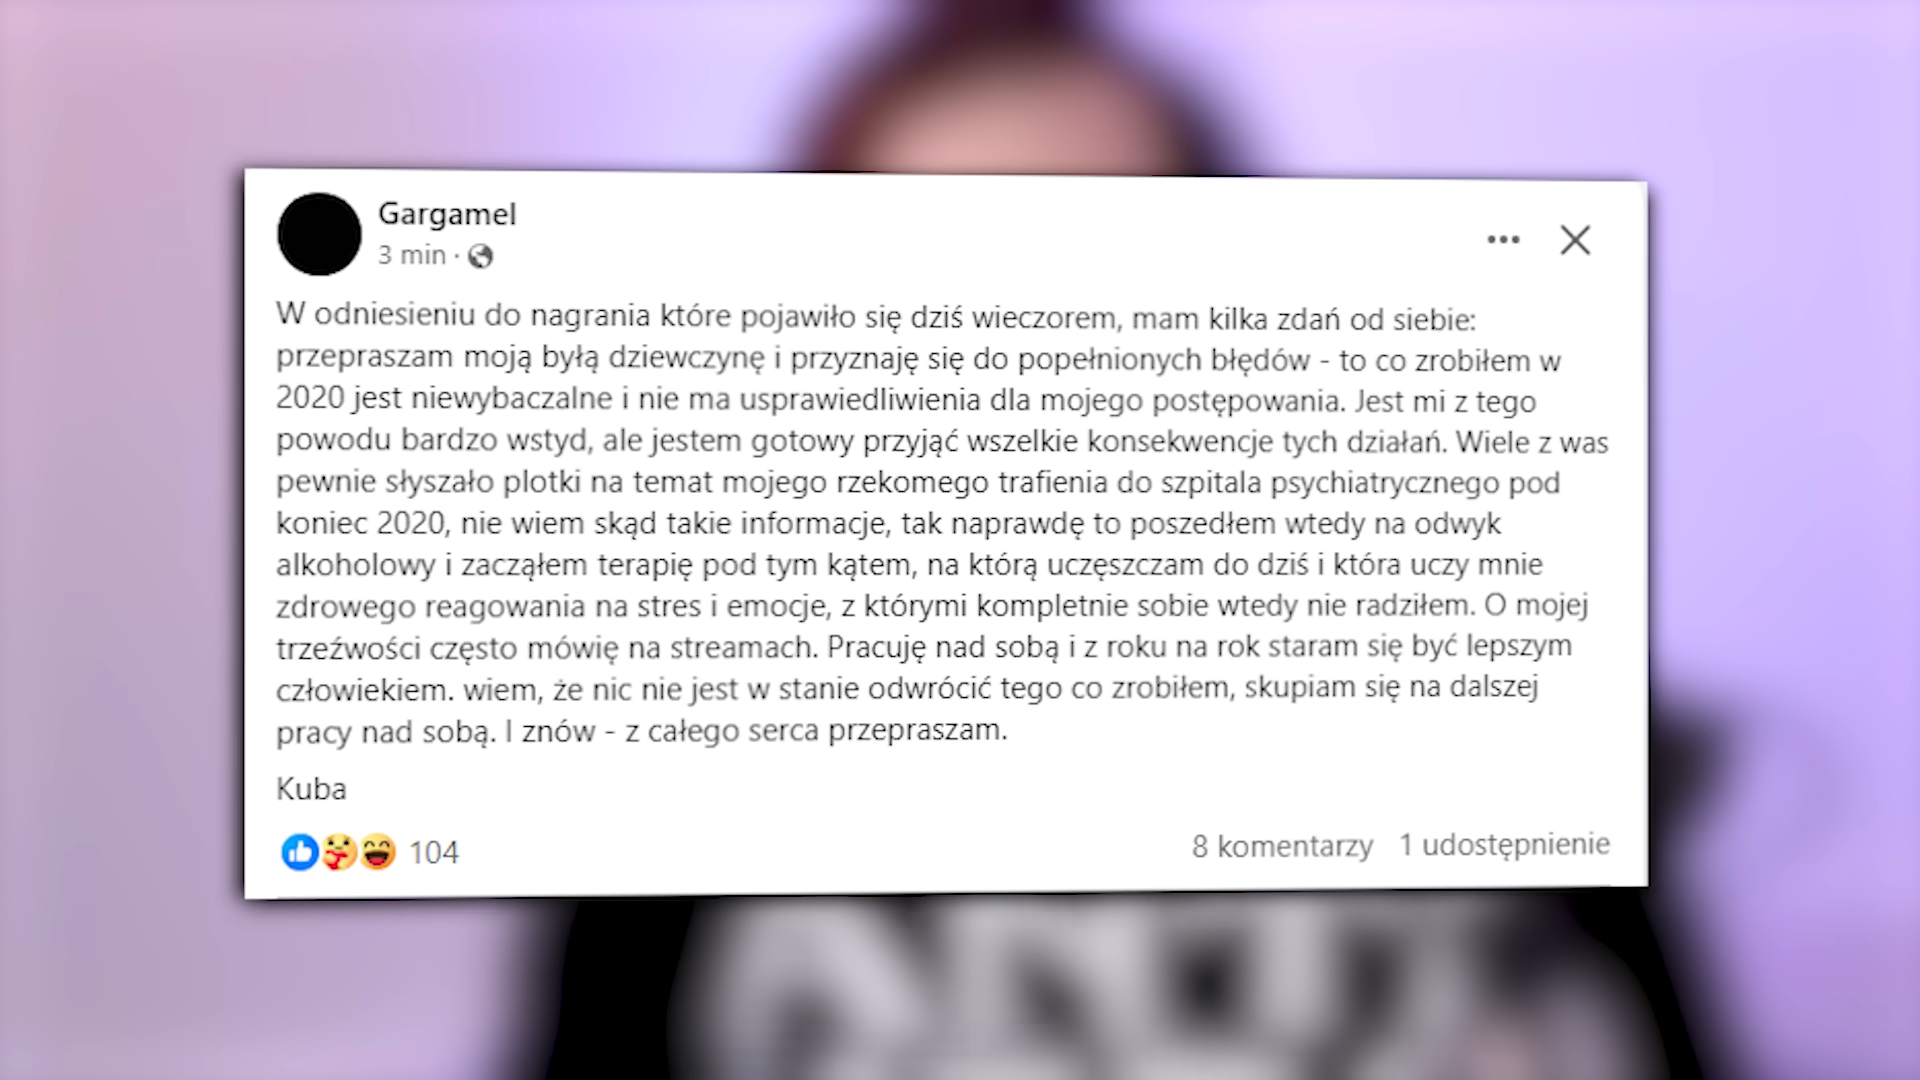 Gargamel
3 min ·
W odniesieniu do nagrania które pojawiło się dziś wieczorem, mam kilka zdań od siebie:
przepraszam moją byłą dziewczynę i przyznaję się do popełnionych błędów - to co zrobiłem w
2020 jest niewybaczalne i nie ma usprawiedliwienia dla mojego postępowania. Jest mi z tego
powodu bardzo wstyd, ale jestem gotowy przyjąć wszelkie konsekwencje tych działań. Wiele z was
pewnie słyszało plotki na temat mojego rzekomego trafienia do szpitala psychiatrycznego pod
koniec 2020, nie wiem skąd takie informacje, tak naprawdę to poszedłem wtedy na odwyk
alkoholowy i zacząłem terapię pod tym kątem, na którą uczęszczam do dziś i która uczy mnie
zdrowego reagowania na stres i emocje, z którymi kompletnie sobie wtedy nie radziłem. O mojej
trzeźwości często mówię na streamach. Pracuję nad sobą i z roku na rok staram się być lepszym
człowiekiem. wiem, że nic nie jest w stanie odwrócić tego co zrobiłem, skupiam się na dalszej
pracy nad sobą. I znów - z całego serca przepraszam.
Kuba
104
8 komentarzy 1 udostępnienie